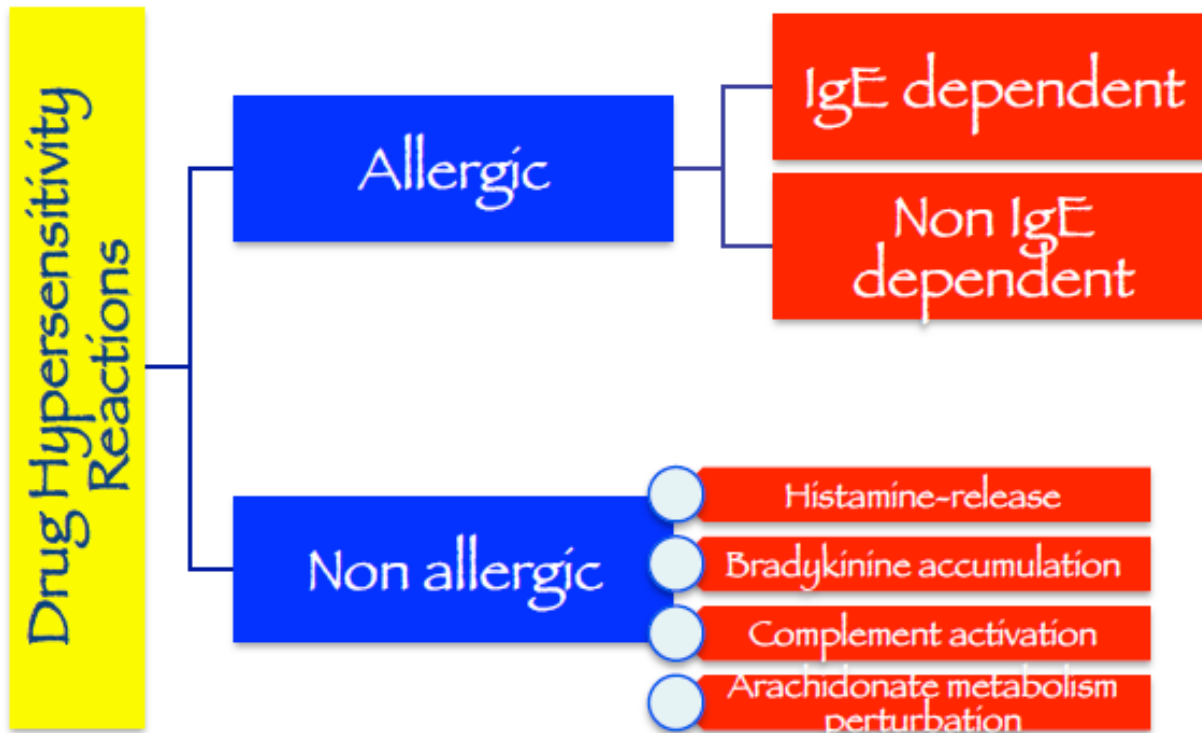 Drug Hypersensitivity
Reactions
Allergic
IgE dependent
Non IgE
dependent
Non allergic
Histamine-release
Bradykinine accumulation
Complement activation
Arachidonate metabolism
perturbation